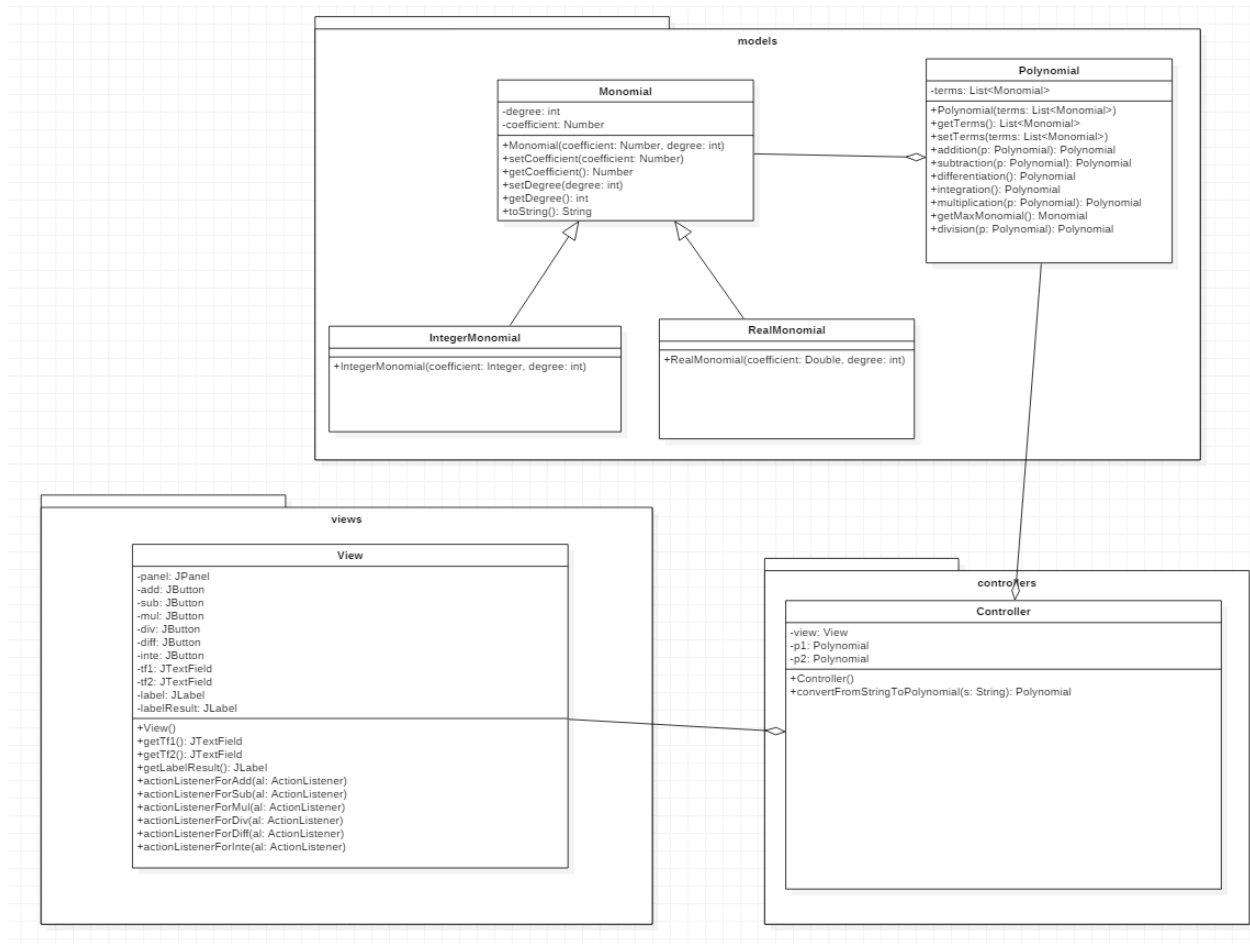 models
Monomial
-degree: int
-coefficient: Number
+Monomial(coefficient: Number, degree: int)
+setCoefficient(coefficient: Number)
+getCoefficient(): Number
+setDegree(degree: int)
+getDegree(): int
+toString(): String
Polynomial
-terms: List<Monomial>
+Polynomial(terms: List<Monomial>)
+getTerms(): List<Monomial>
+setTerms(terms: List<Monomial>)
+addition(p: Polynomial): Polynomial
+subtraction(p: Polynomial): Polynomial
+differentiation(): Polynomial
+integration(): Polynomial
+multiplication(p: Polynomial): Polynomial
+getMaxMonomial(): Monomial
+division(p: Polynomial): Polynomial
IntegerMonomial
+IntegerMonomial(coefficient: Integer, degree: int)
RealMonomial
+RealMonomial(coefficient: Double, degree: int)
views
View
-panel: JPanel
-add: JButton
-sub: JButton
-mul: JButton
-div: JButton
-diff: JButton
-inte: JButton
-tf1: JTextField
-tf2: JTextField
-label: JLabel
-labelResult: JLabel
+View()
+getTf1(): JTextField
+getTf2(): JTextField
+getLabelResult(): JLabel
+actionListenerForAdd(al: ActionListener)
+actionListenerForSub(al: ActionListener)
+actionListenerForMul(al: ActionListener)
+actionListenerForDiv(al: ActionListener)
+actionListenerForDiff(al: ActionListener)
+actionListenerForInte(al: ActionListener)
controllers
Controller
-view: View
-p1: Polynomial
-p2: Polynomial
+Controller()
+convertFromStringToPolynomial(s: String): Polynomial